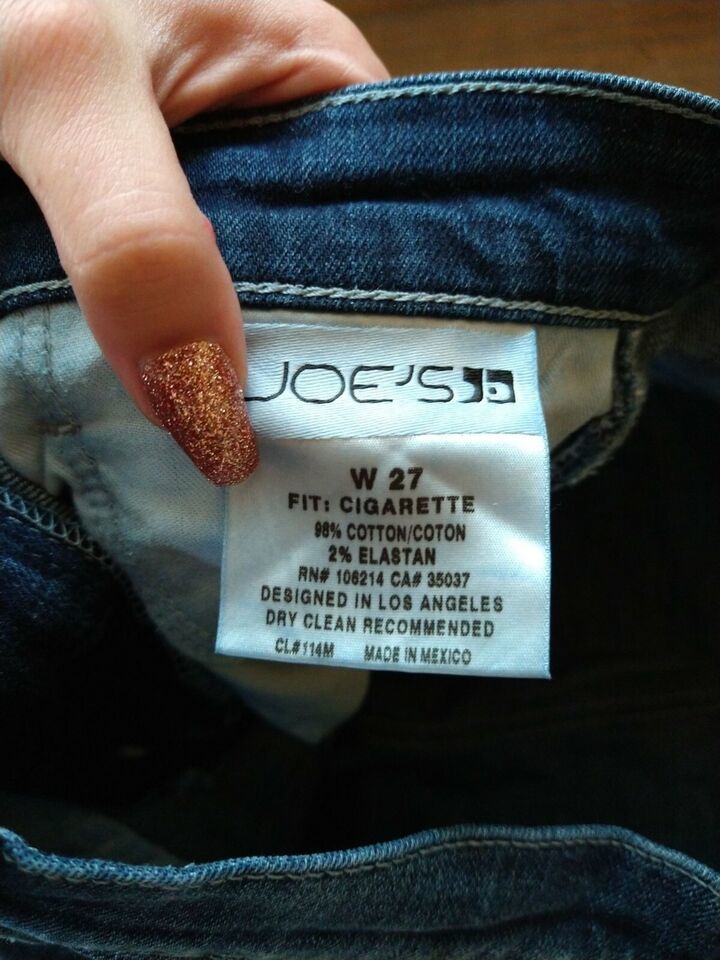 JOE'S
W 27
FIT: CIGARETTE
98% COTTON/COTON
2% ELASTAN
RN# 106214 CA# 35037
DESIGNED IN LOS ANGELES
DRY CLEAN RECOMMENDED
CL#114M MADE IN MEXICO